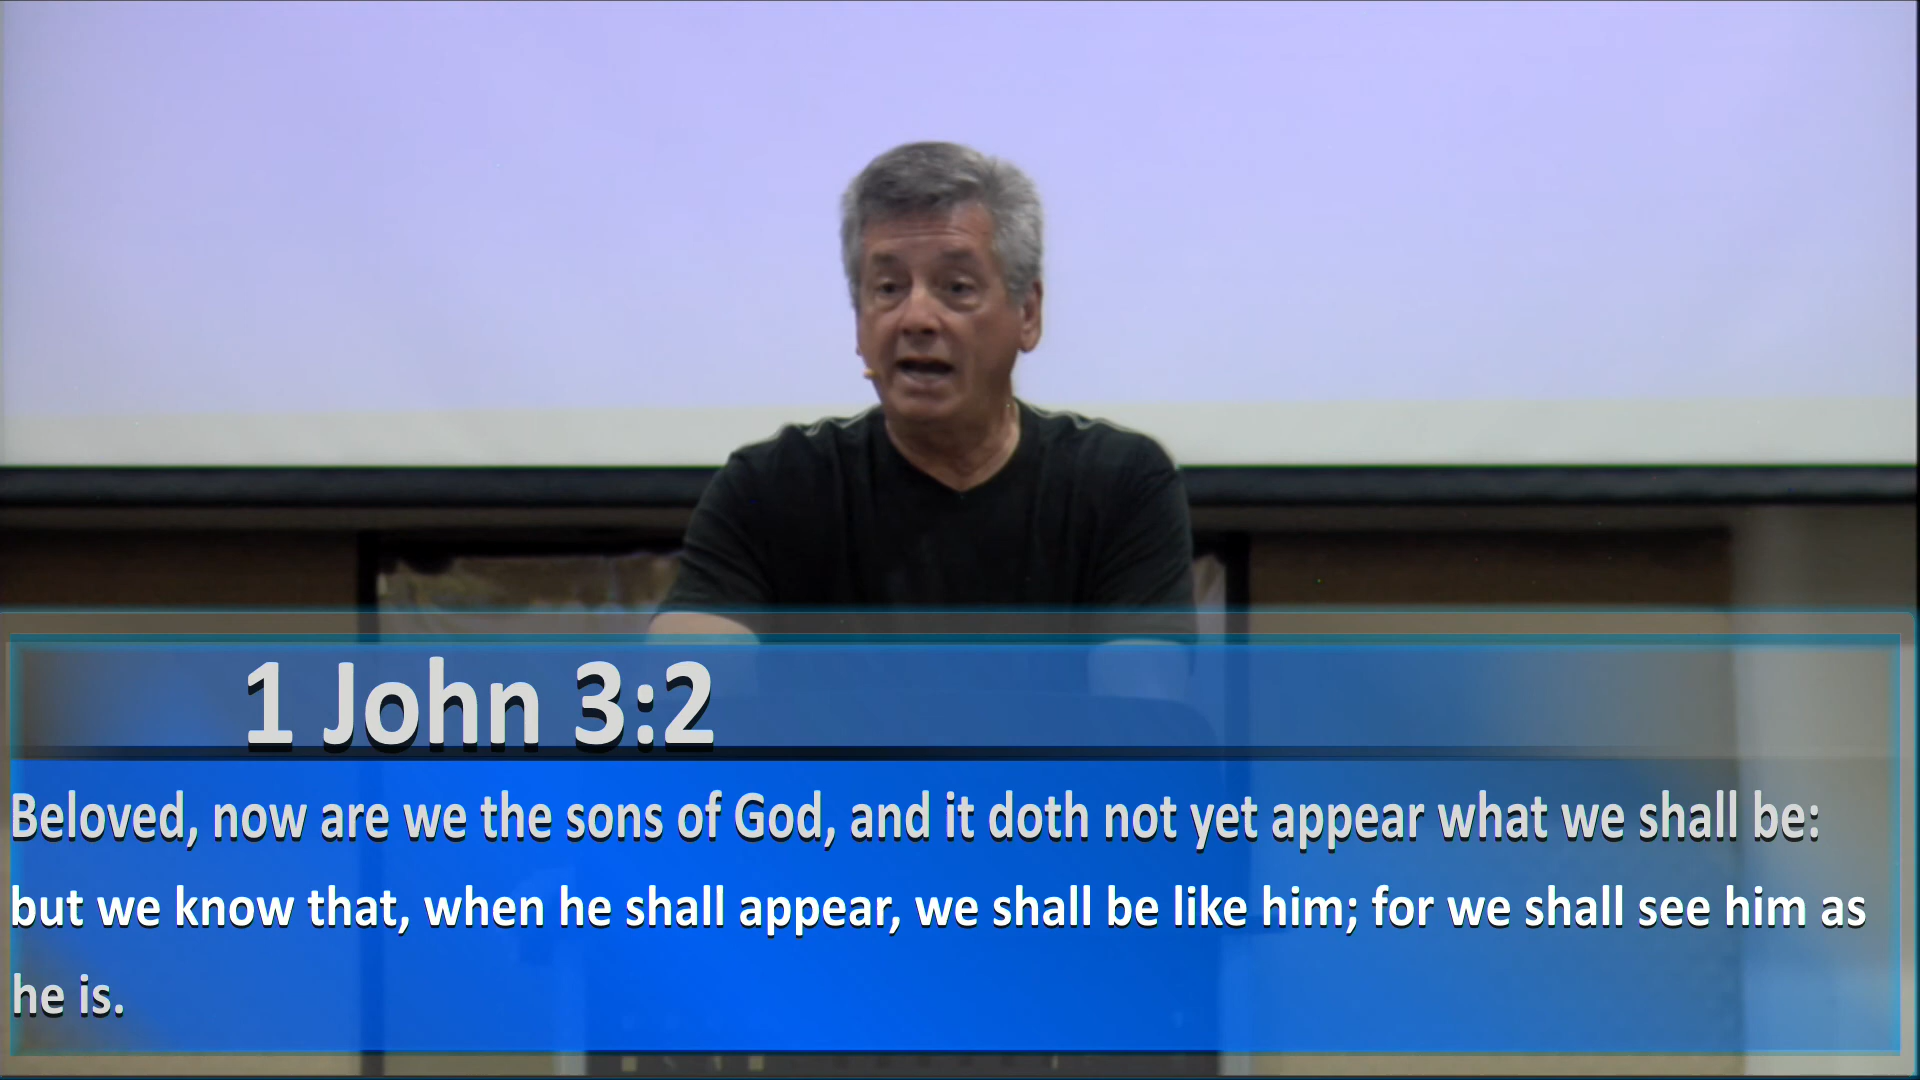 1 John 3:2
Beloved, now are we the sons of God, and it doth not yet appear what we shall be:
but we know that, when he shall appear, we shall be like him; for we shall see him as
he is.